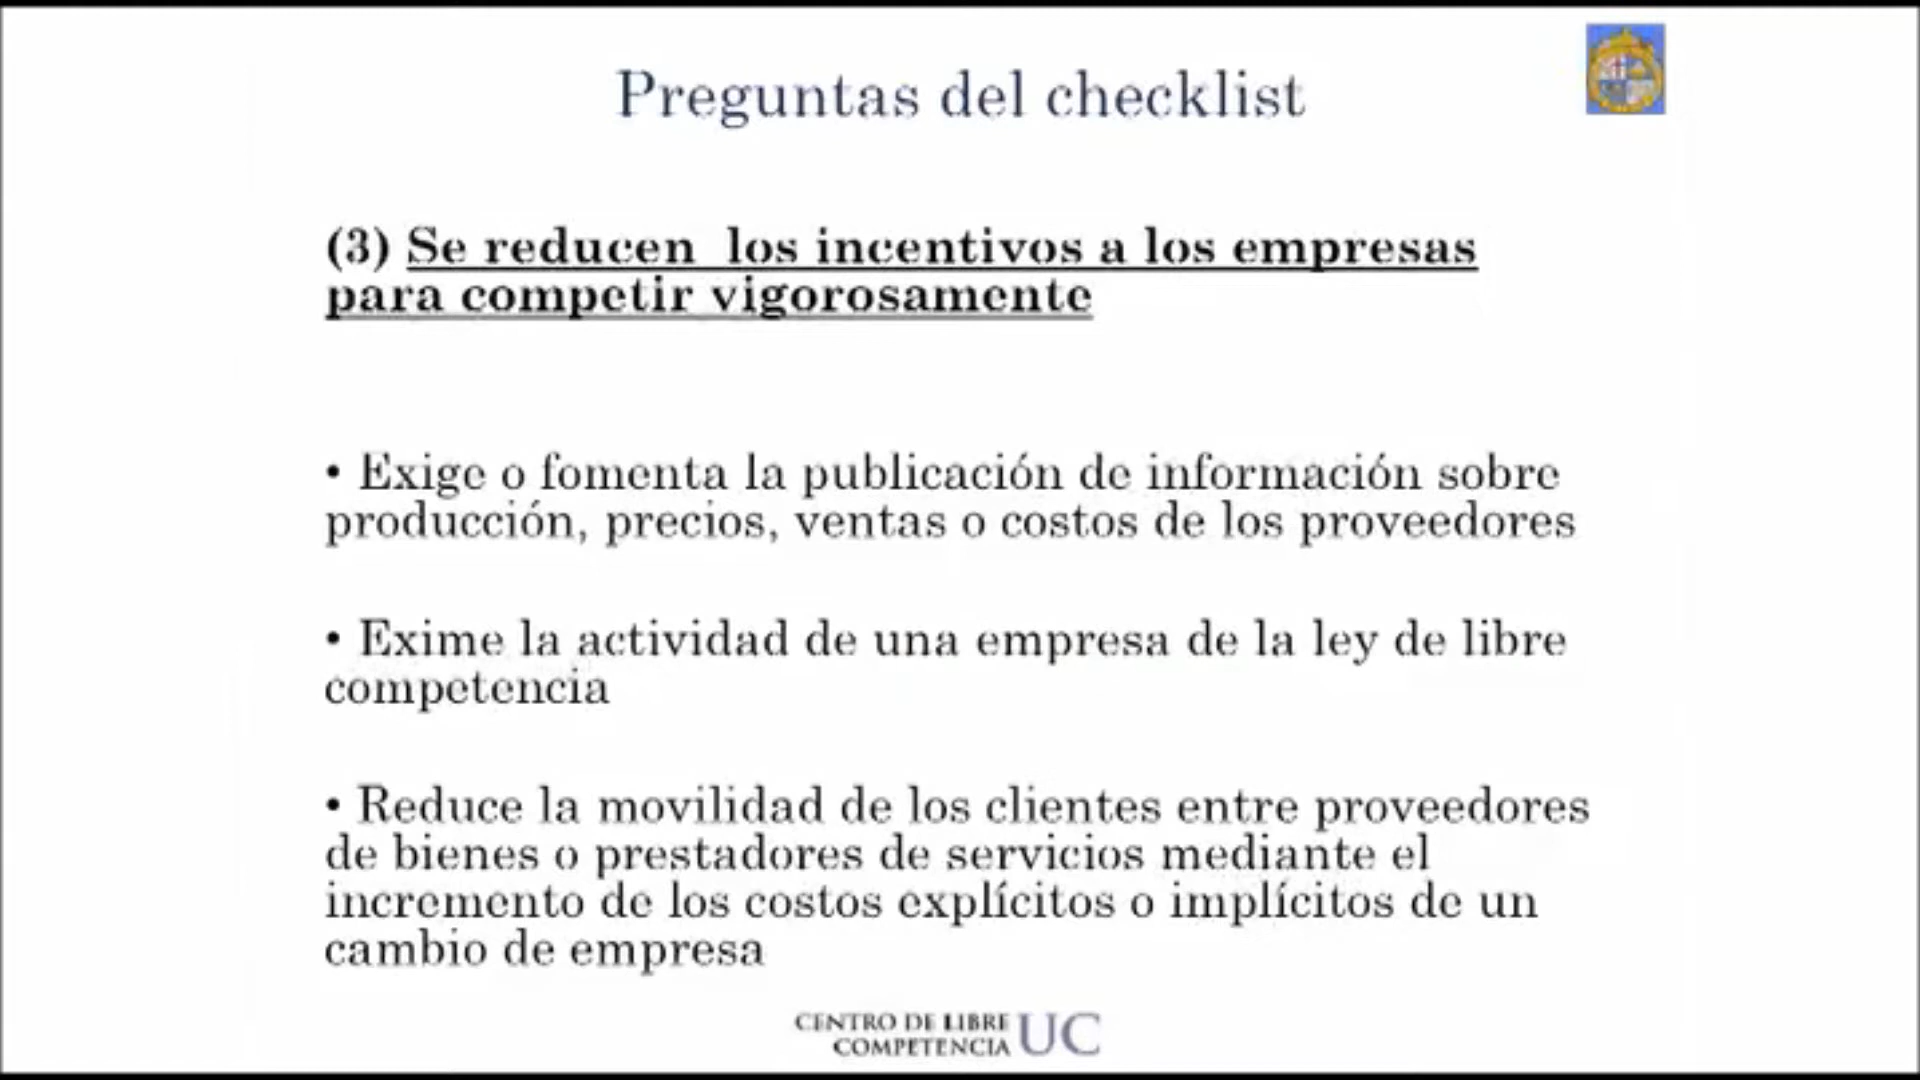 Preguntas del checklist
(3) Se reducen los incentivos a los empresas
para competir vigorosamente
• Exige o fomenta la publicación de información sobre
producción, precios, ventas o costos de los proveedores
• Exime la actividad de una empresa de la ley de libre
competencia
• Reduce la movilidad de los clientes entre proveedores
de bienes o prestadores de servicios mediante el
incremento de los costos explícitos o implícitos de un
cambio de empresa
CENTRO DE LIBRE
COMPETENCIA UC